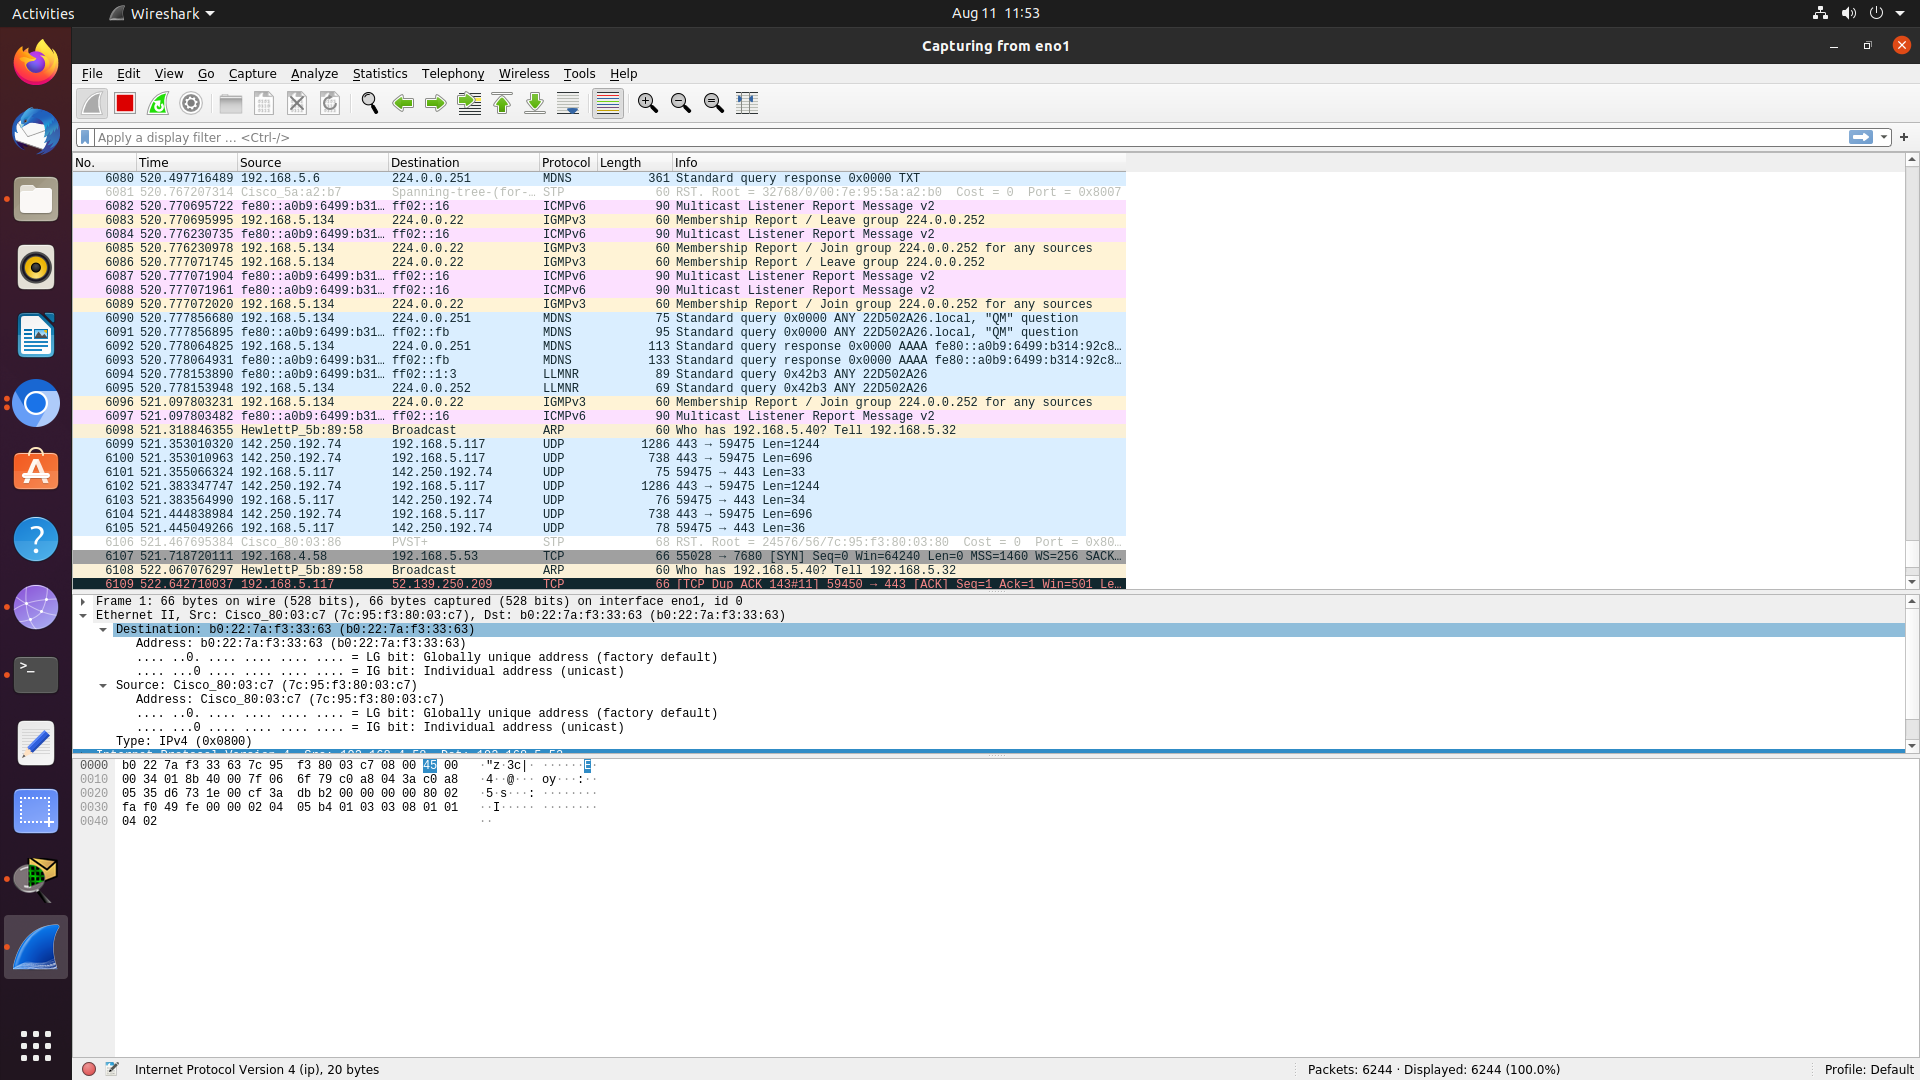 Activities Wireshark Aug 11 11:53
Capturing from eno1
File Edit View Go Capture Analyze Statistics Telephony Wireless Tools Help
Apply a display filter … <Ctrl-/>
No. Time Source Destination Protocol Length Info
6080 520.497716489 192.168.5.6 224.0.0.251 MDNS 361 Standard query response 0x0000 TXT
6081 520.767207314 Cisco_5a:a2:b7 Spanning-tree-(for-… STP 60 RST. Root = 32768/0/00:7e:95:5a:a2:b0 Cost = 0 Port = 0x8007
6082 520.770695722 fe80::a0b9:6499:b31… ff02::16 ICMPv6 90 Multicast Listener Report Message v2
6083 520.770695995 192.168.5.134 224.0.0.22 IGMPv3 60 Membership Report / Leave group 224.0.0.252
6084 520.776230735 fe80::a0b9:6499:b31… ff02::16 ICMPv6 90 Multicast Listener Report Message v2
6085 520.776230978 192.168.5.134 224.0.0.22 IGMPv3 60 Membership Report / Join group 224.0.0.252 for any sources
6086 520.777071745 192.168.5.134 224.0.0.22 IGMPv3 60 Membership Report / Leave group 224.0.0.252
6087 520.777071904 fe80::a0b9:6499:b31… ff02::16 ICMPv6 90 Multicast Listener Report Message v2
6088 520.777071961 fe80::a0b9:6499:b31… ff02::16 ICMPv6 90 Multicast Listener Report Message v2
6089 520.777072020 192.168.5.134 224.0.0.22 IGMPv3 60 Membership Report / Join group 224.0.0.252 for any sources
6090 520.777856680 192.168.5.134 224.0.0.251 MDNS 75 Standard query 0x0000 ANY 22D502A26.local, "QM" question
6091 520.777856895 fe80::a0b9:6499:b31… ff02::fb MDNS 95 Standard query 0x0000 ANY 22D502A26.local, "QM" question
6092 520.778064825 192.168.5.134 224.0.0.251 MDNS 113 Standard query response 0x0000 AAAA fe80::a0b9:6499:b314:92c8…
6093 520.778064931 fe80::a0b9:6499:b31… ff02::fb MDNS 133 Standard query response 0x0000 AAAA fe80::a0b9:6499:b314:92c8…
6094 520.778153890 fe80::a0b9:6499:b31… ff02::1:3 LLMNR 89 Standard query 0x42b3 ANY 22D502A26
6095 520.778153948 192.168.5.134 224.0.0.252 LLMNR 69 Standard query 0x42b3 ANY 22D502A26
6096 521.097803231 192.168.5.134 224.0.0.22 IGMPv3 60 Membership Report / Join group 224.0.0.252 for any sources
6097 521.097803482 fe80::a0b9:6499:b31… ff02::16 ICMPv6 90 Multicast Listener Report Message v2
6098 521.318846355 HewlettP_5b:89:58 Broadcast ARP 60 Who has 192.168.5.40? Tell 192.168.5.32
6099 521.353010320 142.250.192.74 192.168.5.117 UDP 1286 443 → 59475 Len=1244
6100 521.353010963 142.250.192.74 192.168.5.117 UDP 738 443 → 59475 Len=696
6101 521.355066324 192.168.5.117 142.250.192.74 UDP 75 59475 → 443 Len=33
6102 521.383347747 142.250.192.74 192.168.5.117 UDP 1286 443 → 59475 Len=1244
6103 521.383564990 192.168.5.117 142.250.192.74 UDP 76 59475 → 443 Len=34
6104 521.444838984 142.250.192.74 192.168.5.117 UDP 738 443 → 59475 Len=696
6105 521.445049266 192.168.5.117 142.250.192.74 UDP 78 59475 → 443 Len=36
6106 521.467695384 Cisco_80:03:86 PVST+ STP 68 RST. Root = 24576/56/7c:95:f3:80:03:80 Cost = 0 Port = 0x80…
6107 521.718720111 192.168.4.58 192.168.5.53 TCP 66 55028 → 7680 [SYN] Seq=0 Win=64240 Len=0 MSS=1460 WS=256 SACK…
6108 522.067076297 HewlettP_5b:89:58 Broadcast ARP 60 Who has 192.168.5.40? Tell 192.168.5.32
6109 522.642710037 192.168.5.117 52.139.250.209 TCP 66 [TCP Dup ACK 143#11] 59450 → 443 [ACK] Seq=1 Ack=1 Win=501 Le…
Frame 1: 66 bytes on wire (528 bits), 66 bytes captured (528 bits) on interface eno1, id 0
Ethernet II, Src: Cisco_80:03:c7 (7c:95:f3:80:03:c7), Dst: b0:22:7a:f3:33:63 (b0:22:7a:f3:33:63)
Destination: b0:22:7a:f3:33:63 (b0:22:7a:f3:33:63)
Address: b0:22:7a:f3:33:63 (b0:22:7a:f3:33:63)
.... ..0. .... .... .... .... = LG bit: Globally unique address (factory default)
.... ...0 .... .... .... .... = IG bit: Individual address (unicast)
Source: Cisco_80:03:c7 (7c:95:f3:80:03:c7)
Address: Cisco_80:03:c7 (7c:95:f3:80:03:c7)
.... ..0. .... .... .... .... = LG bit: Globally unique address (factory default)
.... ...0 .... .... .... .... = IG bit: Individual address (unicast)
Type: IPv4 (0x0800)
0000 b0 22 7a f3 33 63 7c 95 f3 80 03 c7 08 00 45 00 ·"z·3c|· ······E·
0010 00 34 01 8b 40 00 7f 06 6f 79 c0 a8 04 3a c0 a8 ·4··@··· oy···:··
0020 05 35 d6 73 1e 00 cf 3a db b2 00 00 00 00 80 02 ·5·s···: ········
0030 fa f0 49 fe 00 00 02 04 05 b4 01 03 03 08 01 01 ··I····· ········
0040 04 02 ··
Internet Protocol Version 4 (ip), 20 bytes Packets: 6244 · Displayed: 6244 (100.0%) Profile: Default